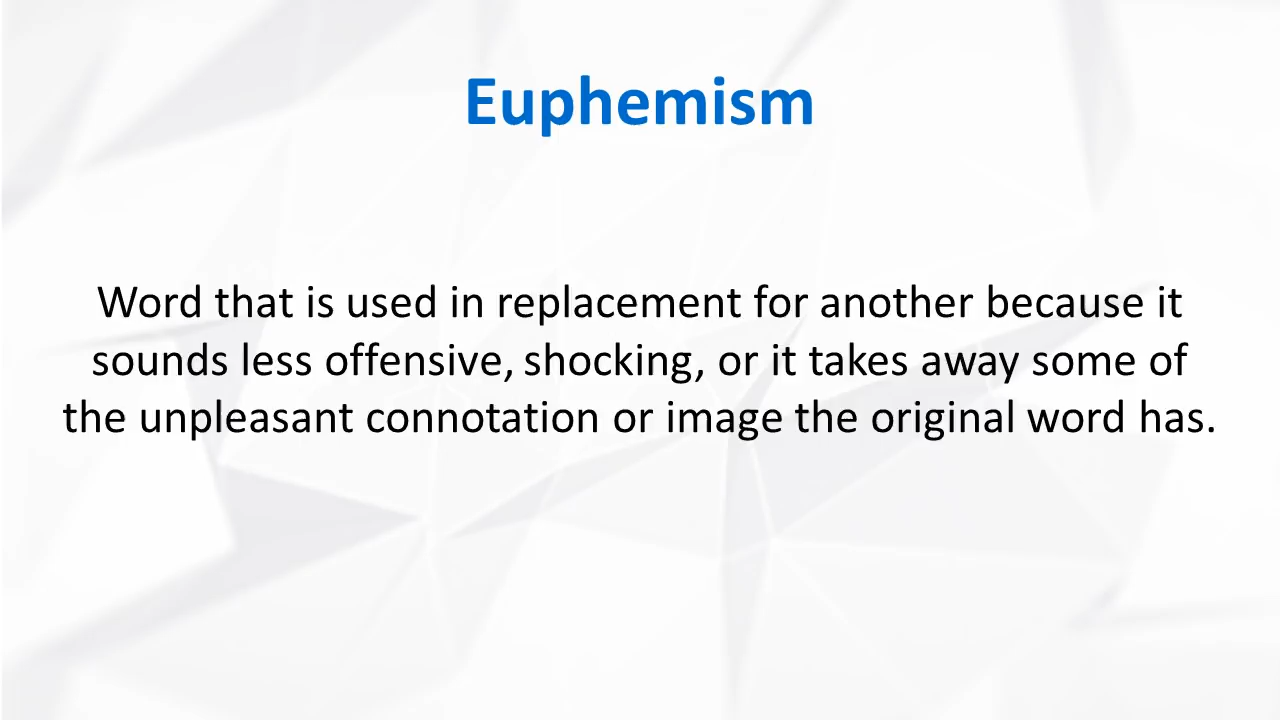 Euphemism
Word that is used in replacement for another because it
sounds less offensive, shocking, or it takes away some of
the unpleasant connotation or image the original word has.